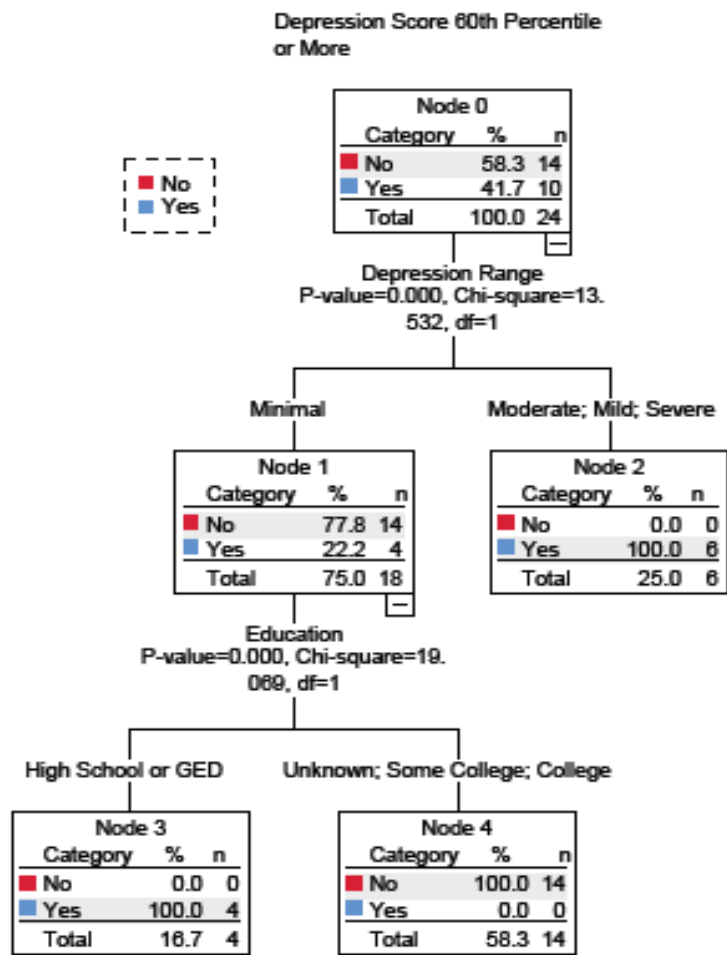 Depression Score 60th Percentile
or More
No
Yes
Node 0
Category % n
No 58.3 14
Yes 41.7 10
Total 100.0 24
Depression Range
P-value=0.000, Chi-square=13.
532, df=1
Minimal
Moderate; Mild; Severe
Node 1
Category % n
No 77.8 14
Yes 22.2 4
Total 75.0 18
Node 2
Category % n
No 0.0 0
Yes 100.0 6
Total 25.0 6
Education
P-value=0.000, Chi-square=19.
069, df=1
High School or GED
Unknown; Some College; College
Node 3
Category % n
No 0.0 0
Yes 100.0 4
Total 16.7 4
Node 4
Category % n
No 100.0 14
Yes 0.0 0
Total 58.3 14